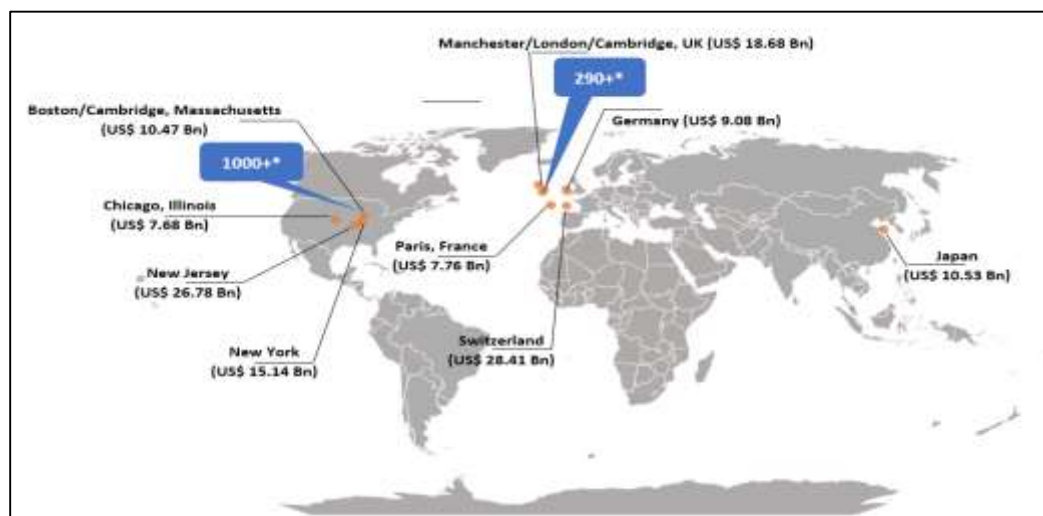 Manchester/London/Cambridge, UK (US$ 18.68 Bn)
290+*
Boston/Cambridge, Massachusetts
(US$ 10.47 Bn)
Germany (US$ 9.08 Bn)
1000+*
Chicago, Illinois
(US$ 7.68 Bn)
Paris, France
(US$ 7.76 Bn)
Japan
(US$ 10.53 Bn)
New Jersey
(US$ 26.78 Bn)
Switzerland
(US$ 28.41 Bn)
New York
(US$ 15.14 Bn)